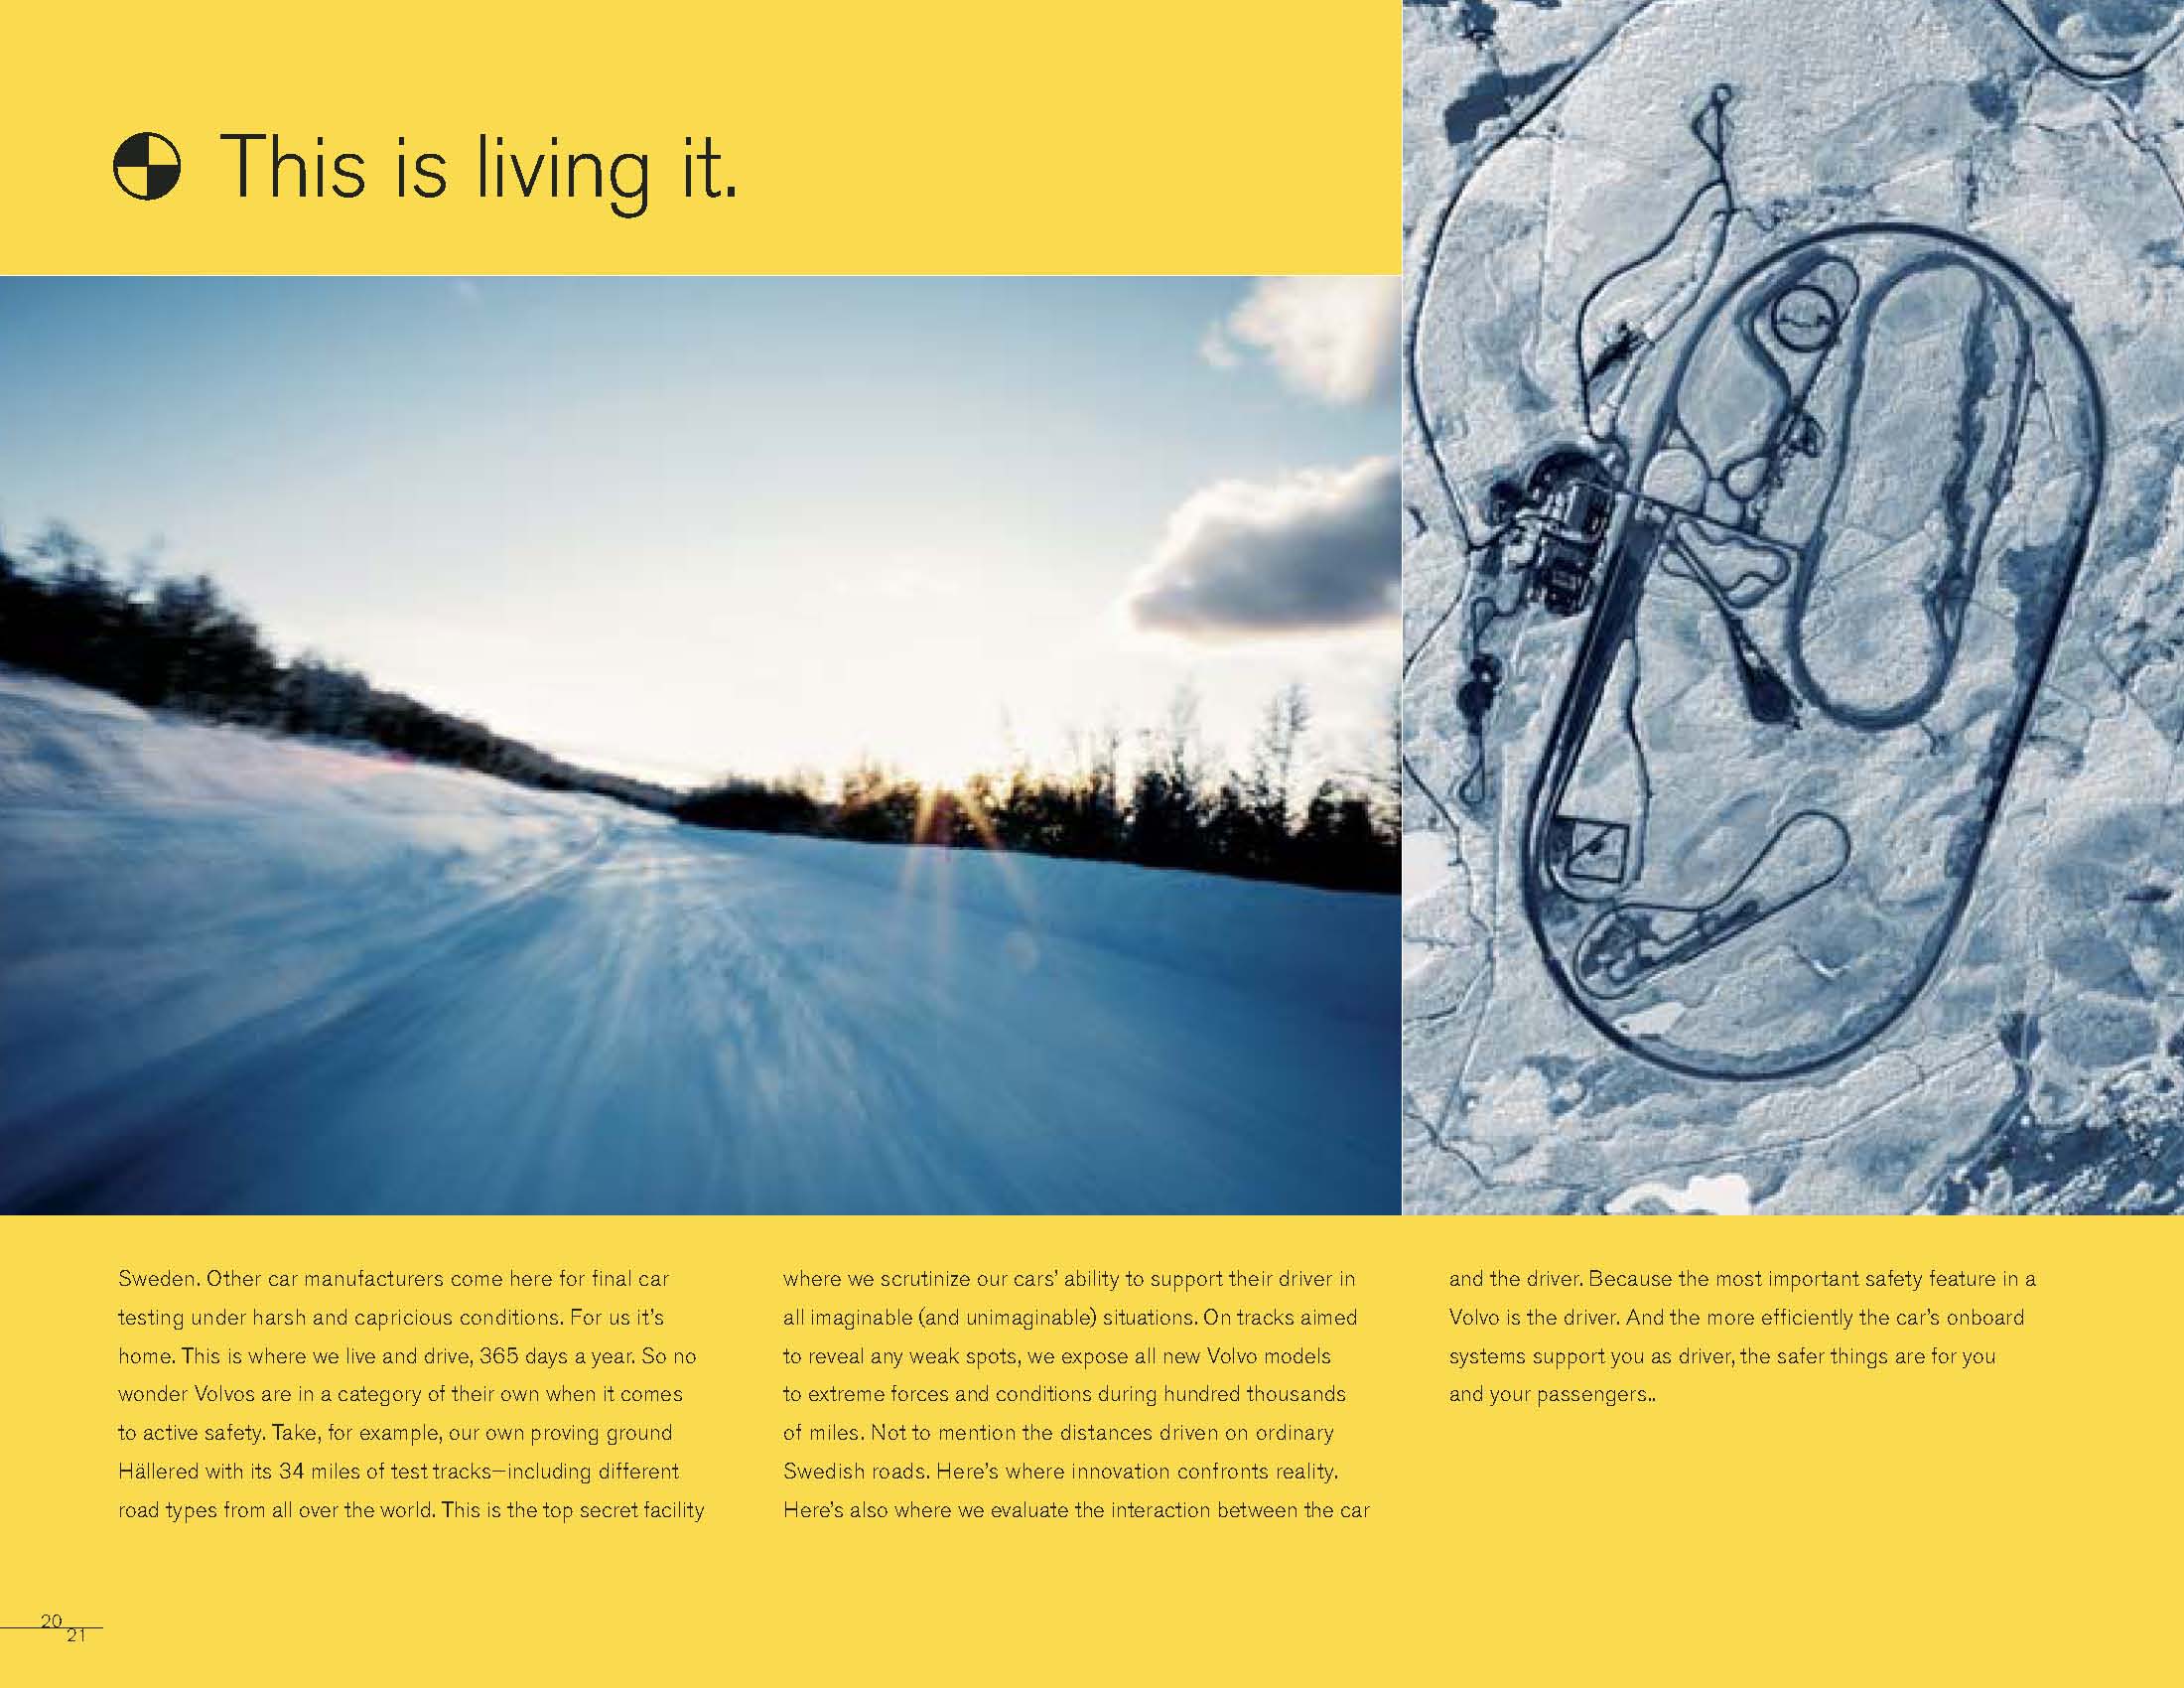 This is living it.
Sweden. Other car manufacturers come here for final car
testing under harsh and capricious conditions. For us it's
home. This is where we live and drive, 365 days a year. So no
wonder Volvos are in a category of their own when it comes
to active safety. Take, for example, our own proving ground
Hällered with its 34 miles of test tracks—including different
road types from all over the world. This is the top secret facility
where we scrutinize our cars' ability to support their driver in
all imaginable (and unimaginable) situations. On tracks aimed
to reveal any weak spots, we expose all new Volvo models
to extreme forces and conditions during hundred thousands
of miles. Not to mention the distances driven on ordinary
Swedish roads. Here's where innovation confronts reality.
Here's also where we evaluate the interaction between the car
and the driver. Because the most important safety feature in a
Volvo is the driver. And the more efficiently the car's onboard
systems support you as driver, the safer things are for you
and your passengers..
20
21